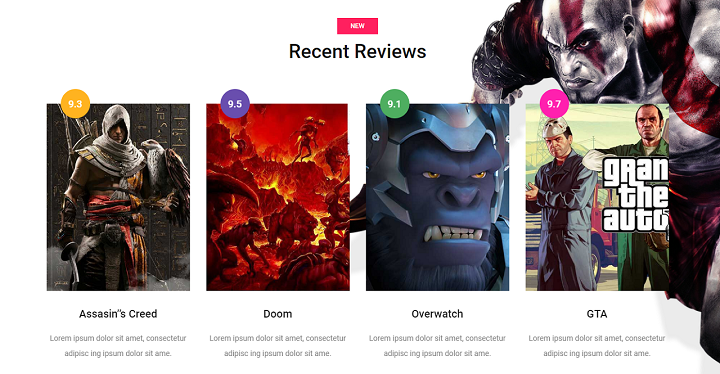 NEW
Recent Reviews
9.3
9.5
9.1
9.7
gran
the
auto
Assasin''s Creed
Doom
Overwatch
GTA
Lorem ipsum dolor sit amet, consectetur
adipisc ing ipsum dolor sit ame.
Lorem ipsum dolor sit amet, consectetur
adipisc ing ipsum dolor sit ame.
Lorem ipsum dolor sit amet, consectetur
adipisc ing ipsum dolor sit ame.
Lorem ipsum dolor sit amet, consectetur
adipisc ing ipsum dolor sit ame.